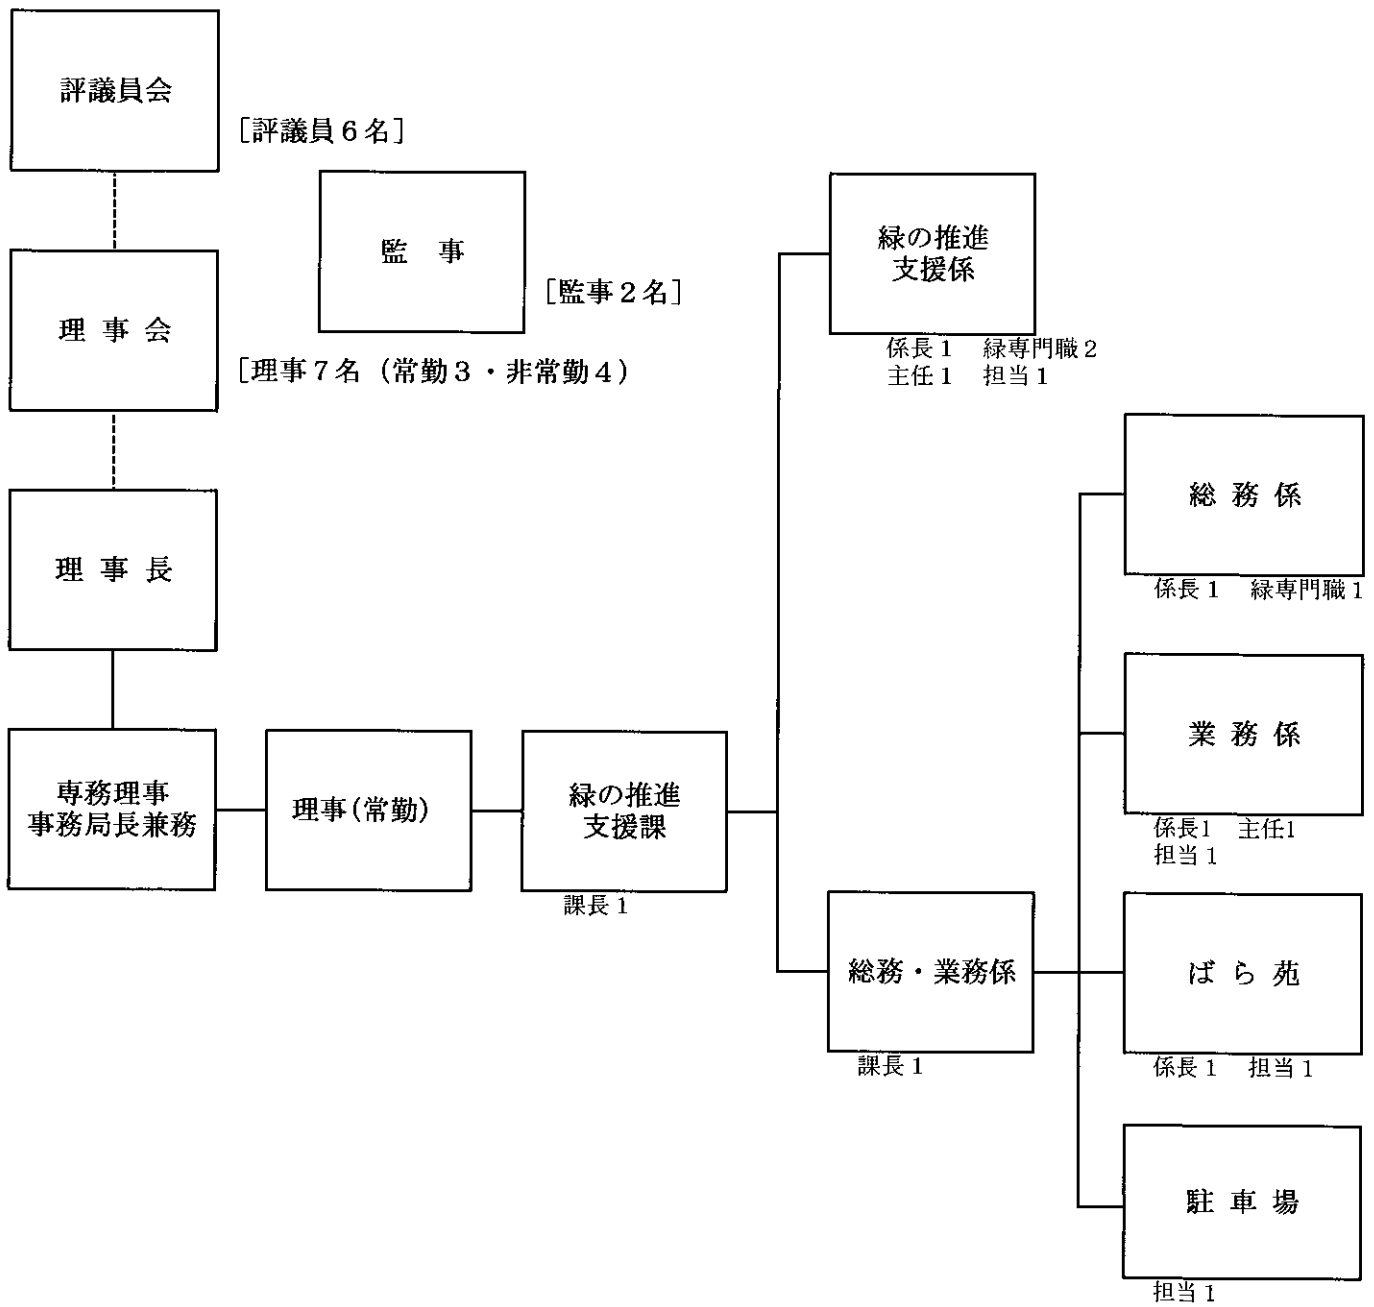 評議員会
［評議員６名］
監　事
［監事２名］
理 事 会
［理事７名（常勤３・非常勤４）
理 事 長
専務理事
事務局長兼務
理事(常勤)
緑の推進
支援課
課長１
緑の推進
支援係
係長１　緑専門職２
主任１　担当１
総務・業務係
課長１
総 務 係
係長１　緑専門職１
業 務 係
係長1　主任1
担当１
ば ら 苑
係長１　担当１
駐 車 場
担当１